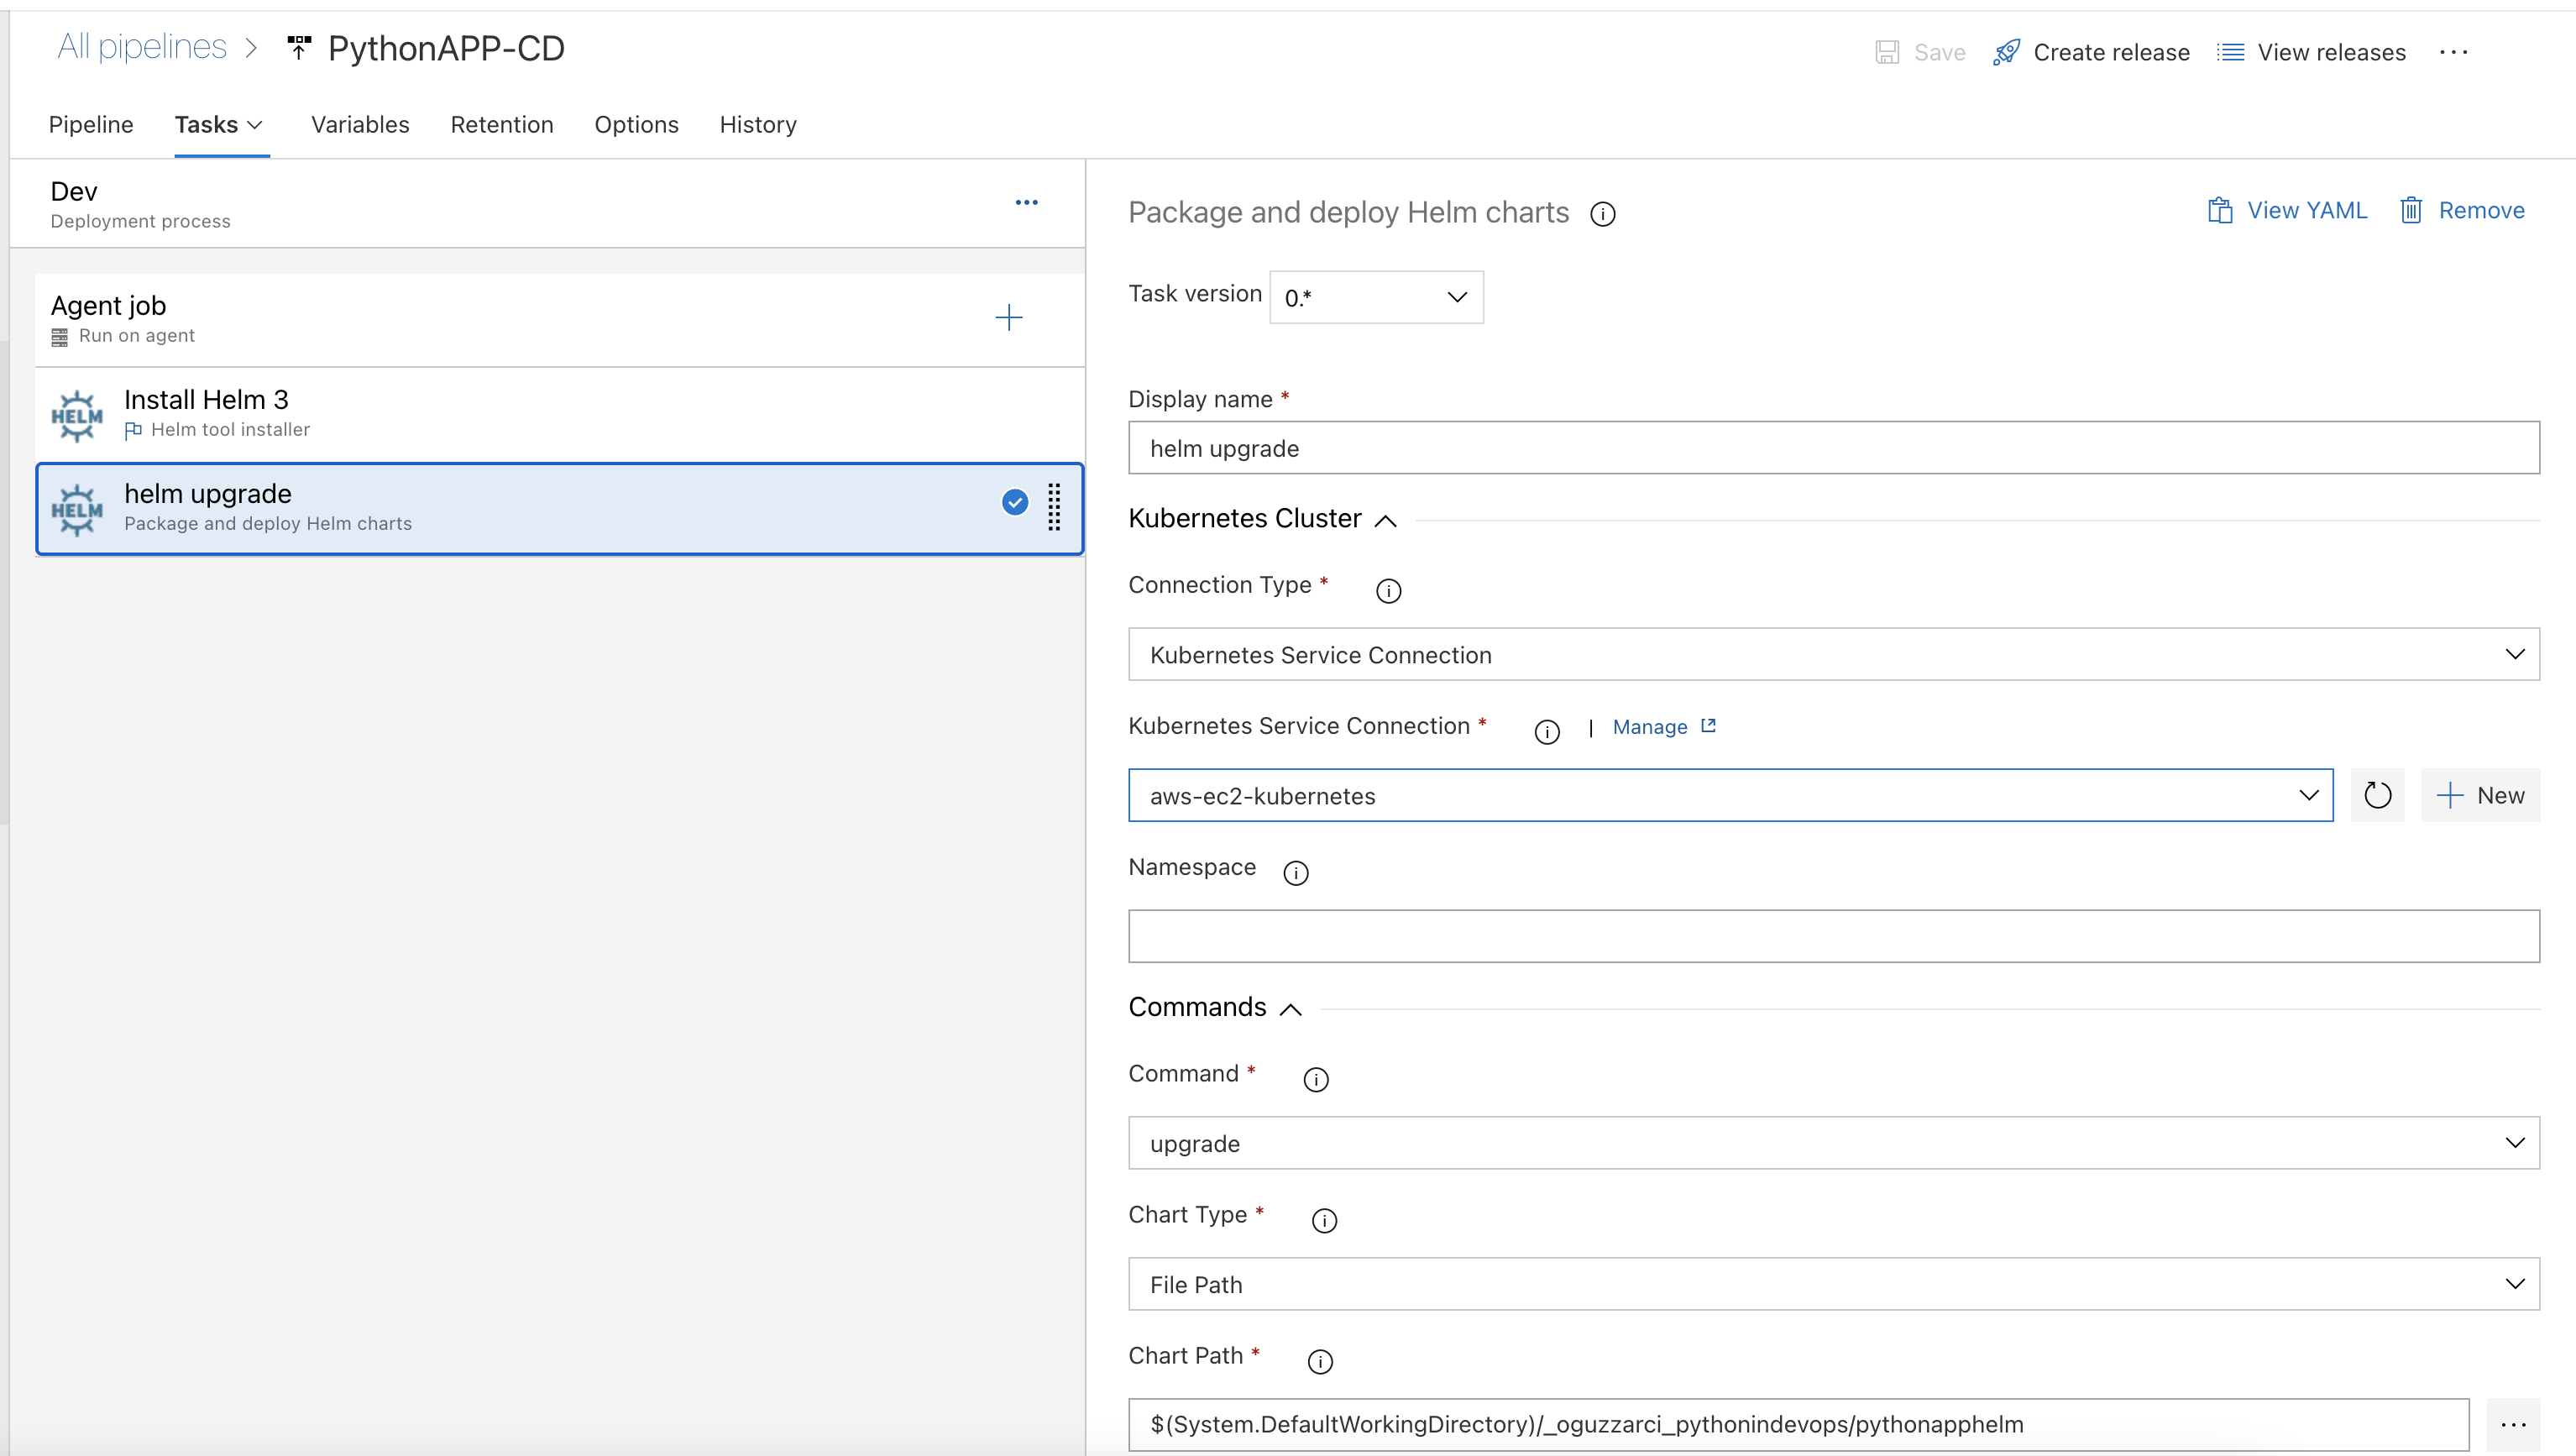 All pipelines > PythonAPP-CD
Save Create release View releases ...
Pipeline Tasks Variables Retention Options History
Dev
Deployment process
...
Agent job
Run on agent
HELM
Install Helm 3
Helm tool installer
HELM
helm upgrade
Package and deploy Helm charts
Package and deploy Helm charts
View YAML Remove
Task version 0.*
Display name *
helm upgrade
Kubernetes Cluster
Connection Type *
Kubernetes Service Connection
Kubernetes Service Connection * | Manage
aws-ec2-kubernetes
New
Namespace
Commands
Command *
upgrade
Chart Type *
File Path
Chart Path *
$(System.DefaultWorkingDirectory)/_oguzzarci_pythonindevops/pythonapphelm
...